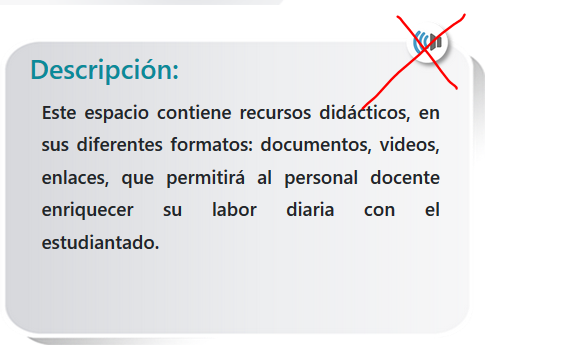 Descripción:
Este espacio contiene recursos didácticos, en
sus diferentes formatos: documentos, videos,
enlaces, que permitirá al personal docente
enriquecer su labor diaria con el
estudiantado.